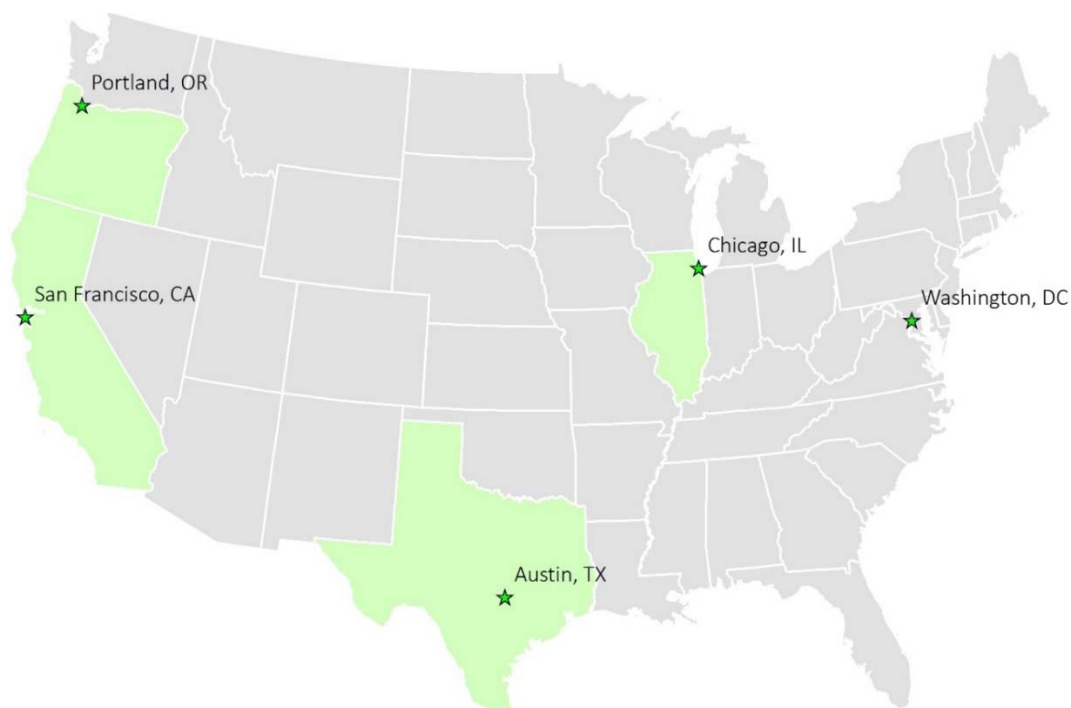 Portland, OR
Chicago, IL
San Francisco, CA
Washington, DC
Austin, TX